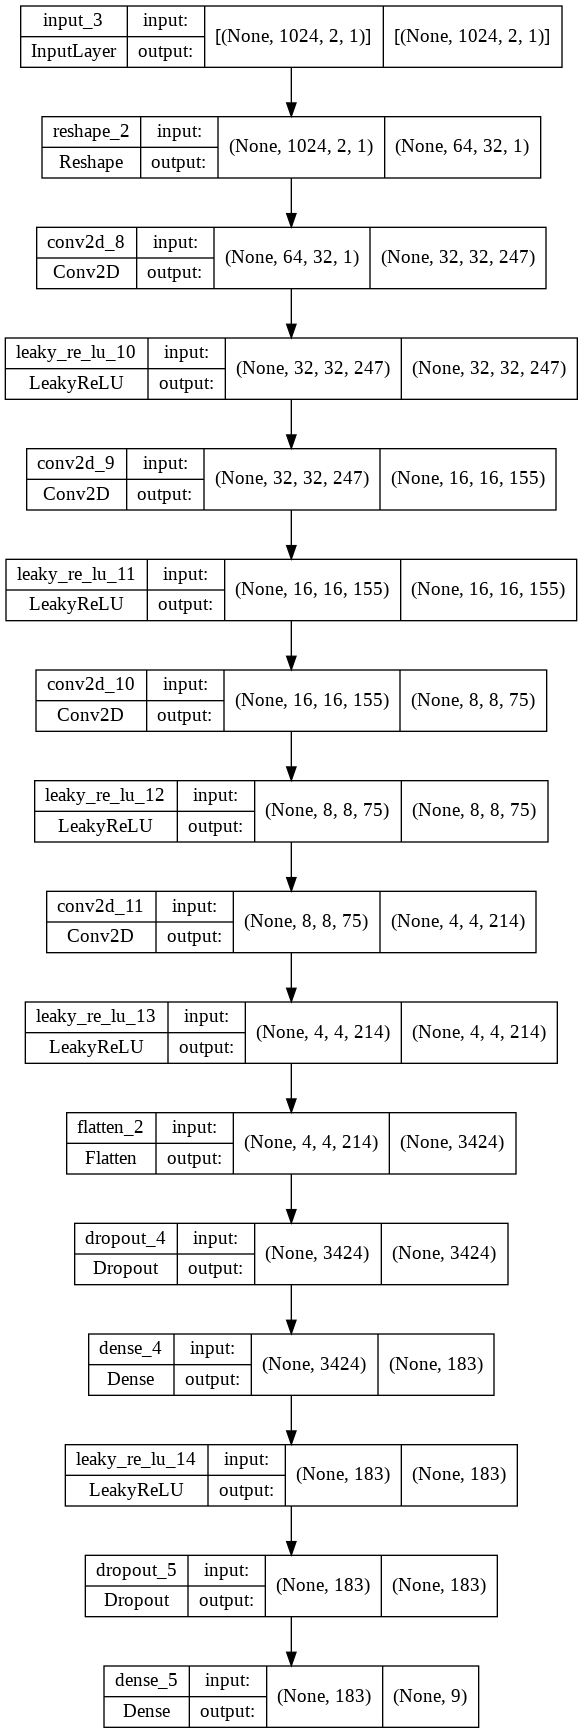 input_3 input: [(None, 1024, 2, 1)] [(None, 1024, 2, 1)]
InputLayer output:
reshape_2 input: (None, 1024, 2, 1) (None, 64, 32, 1)
Reshape output:
conv2d_8 input: (None, 64, 32, 1) (None, 32, 32, 247)
Conv2D output:
leaky_re_lu_10 input: (None, 32, 32, 247) (None, 32, 32, 247)
LeakyReLU output:
conv2d_9 input: (None, 32, 32, 247) (None, 16, 16, 155)
Conv2D output:
leaky_re_lu_11 input: (None, 16, 16, 155) (None, 16, 16, 155)
LeakyReLU output:
conv2d_10 input: (None, 16, 16, 155) (None, 8, 8, 75)
Conv2D output:
leaky_re_lu_12 input: (None, 8, 8, 75) (None, 8, 8, 75)
LeakyReLU output:
conv2d_11 input: (None, 8, 8, 75) (None, 4, 4, 214)
Conv2D output:
leaky_re_lu_13 input: (None, 4, 4, 214) (None, 4, 4, 214)
LeakyReLU output:
flatten_2 input: (None, 4, 4, 214) (None, 3424)
Flatten output:
dropout_4 input: (None, 3424) (None, 3424)
Dropout output:
dense_4 input: (None, 3424) (None, 183)
Dense output:
leaky_re_lu_14 input: (None, 183) (None, 183)
LeakyReLU output:
dropout_5 input: (None, 183) (None, 183)
Dropout output:
dense_5 input: (None, 183) (None, 9)
Dense output: